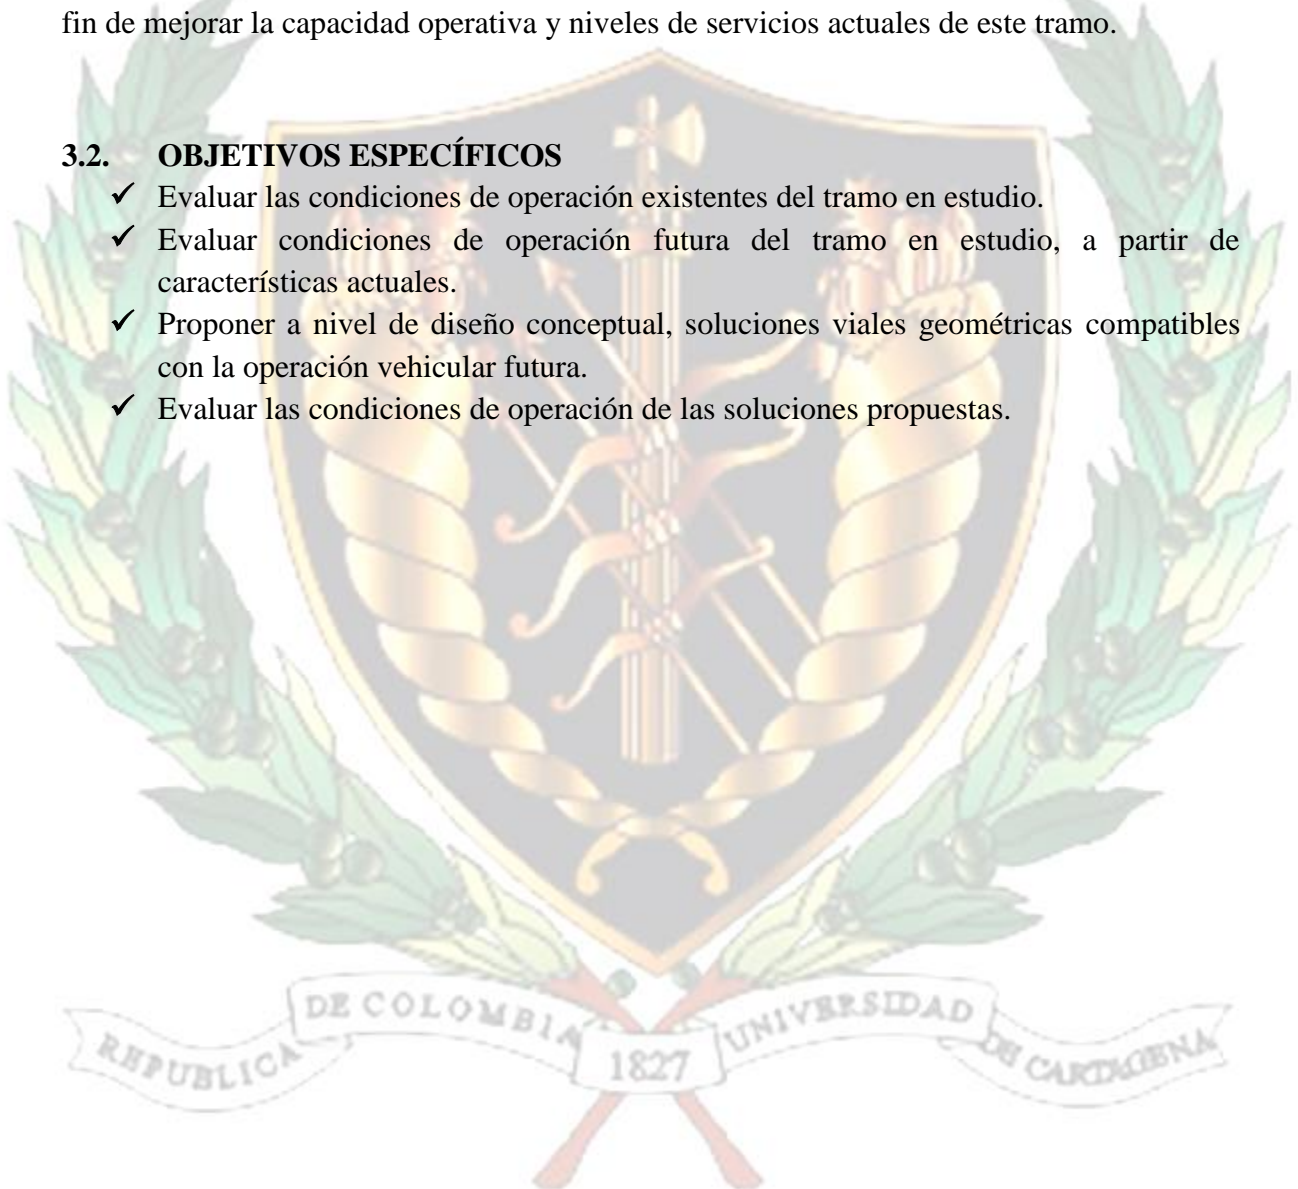 fin de mejorar la capacidad operativa y niveles de servicios actuales de este tramo.
3.2. OBJETIVOS ESPECÍFICOS
✓ Evaluar las condiciones de operación existentes del tramo en estudio.
✓ Evaluar condiciones de operación futura del tramo en estudio, a partir de
características actuales.
✓ Proponer a nivel de diseño conceptual, soluciones viales geométricas compatibles
con la operación vehicular futura.
✓ Evaluar las condiciones de operación de las soluciones propuestas.
REPUBLICA DE COLOMBIA UNIVERSIDAD DE CARTAGENA
1827